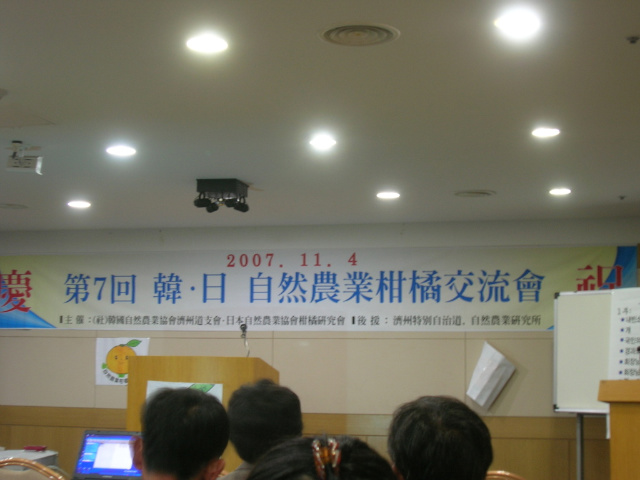 2007. 11. 4
慶 第7回 韓·日 自然農業柑橘交流會 祝
▌主 催 : (社)韓國自然農業協會濟州道支會·日本自然農業協會柑橘研究會 ▌後 援 : 濟州特別自治道, 自然農業研究所